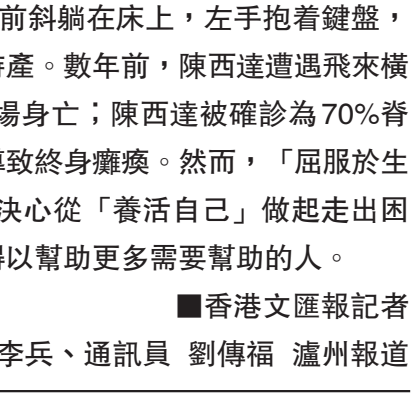 前斜躺在床上，左手抱着鍵盤，
特產。數年前，陳西達遭遇飛來橫
場身亡；陳西達被確診為70%脊
導致終身癱瘓。然而，「屈服於生
決心從「養活自己」做起走出困
得以幫助更多需要幫助的人。
■香港文匯報記者
李兵、通訊員 劉傳福 瀘州報道